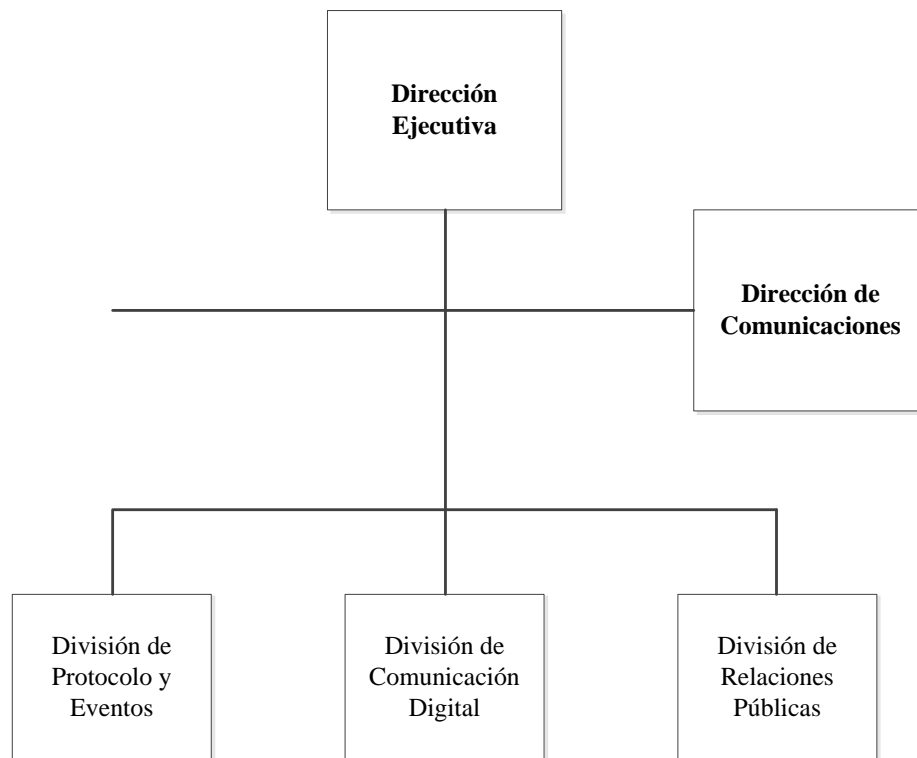 Dirección
Ejecutiva
Dirección de
Comunicaciones
División de
Protocolo y
Eventos
División de
Comunicación
Digital
División de
Relaciones
Públicas